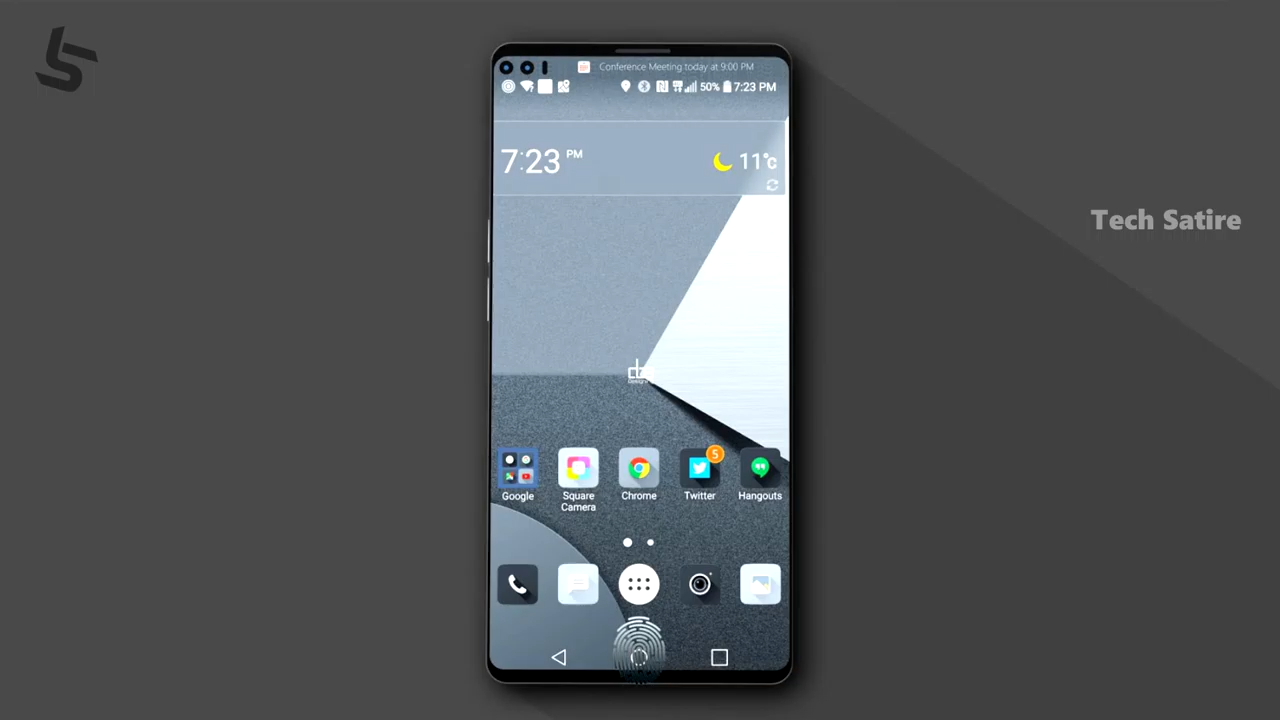 Conference Meeting today at 9:00 PM
50% 7:23 PM
7:23 PM
11°C
Tech Satire
5
Google
Square Camera
Chrome
Twitter
Hangouts